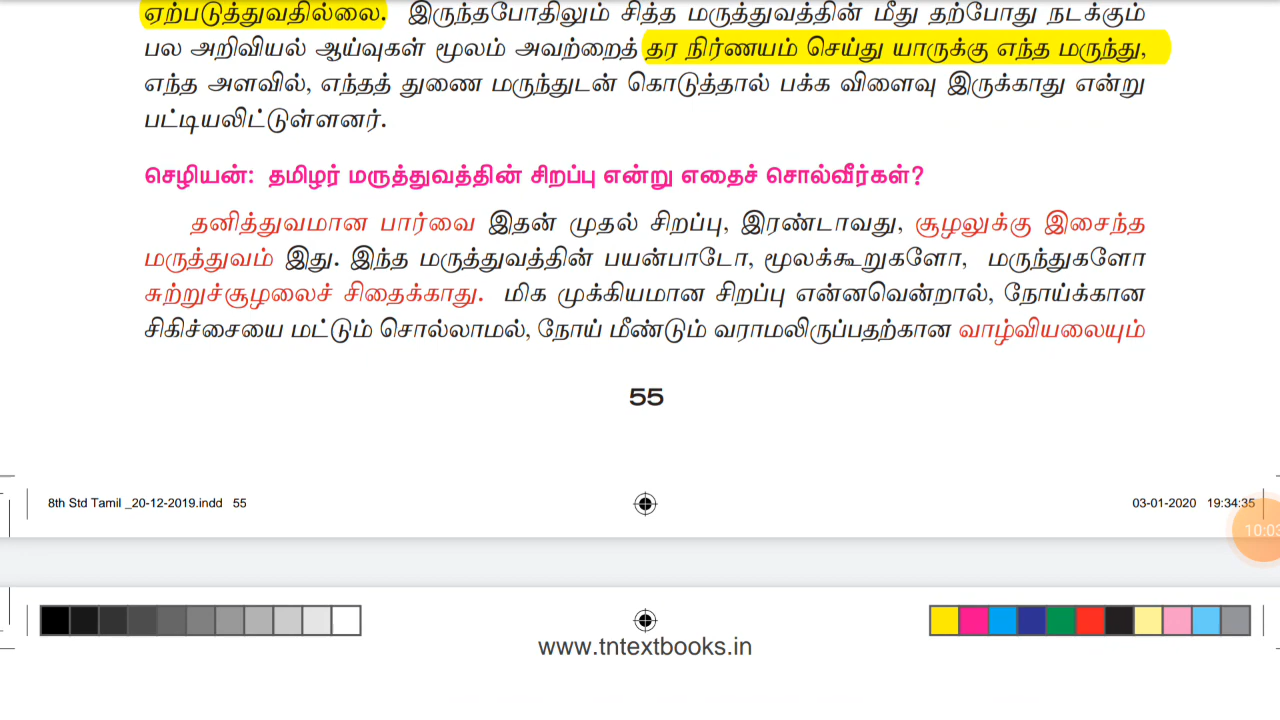 ஏற்படுத்துவதில்லை. இருந்தபோதிலும் சித்த மருத்துவத்தின் மீது தற்போது நடக்கும்
பல அறிவியல் ஆய்வுகள் மூலம் அவற்றைத் தர நிர்ணயம் செய்து யாருக்கு எந்த மருந்து,
எந்த அளவில், எந்தத் துணை மருந்துடன் கொடுத்தால் பக்க விளைவு இருக்காது என்று
பட்டியலிட்டுள்ளனர்.
செழியன்: தமிழர் மருத்துவத்தின் சிறப்பு என்று எதைச் சொல்வீர்கள்?
தனித்துவமான பார்வை இதன் முதல் சிறப்பு, இரண்டாவது, சூழலுக்கு இசைந்த
மருத்துவம் இது. இந்த மருத்துவத்தின் பயன்பாடோ, மூலக்கூறுகளோ, மருந்துகளோ
சுற்றுச்சூழலைச் சிதைக்காது. மிக முக்கியமான சிறப்பு என்னவென்றால், நோய்க்கான
சிகிச்சையை மட்டும் சொல்லாமல், நோய் மீண்டும் வராமலிருப்பதற்கான வாழ்வியலையும்
55
8th Std Tamil _20-12-2019.indd 55
03-01-2020 19:34:35
10:03
www.tntextbooks.in